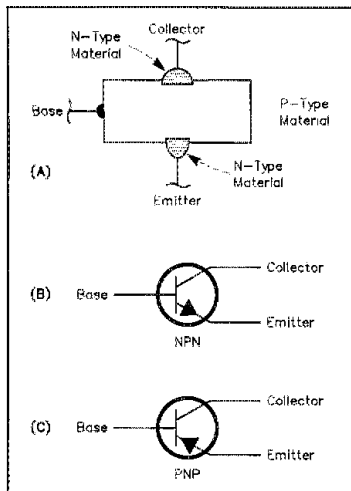 Collector
N-Type
Material
Base
P-Type
Material
(A)
N-Type
Material
Emitter
Collector
(B)
Base
Emitter
NPN
Collector
(C)
Base
Emitter
PNP